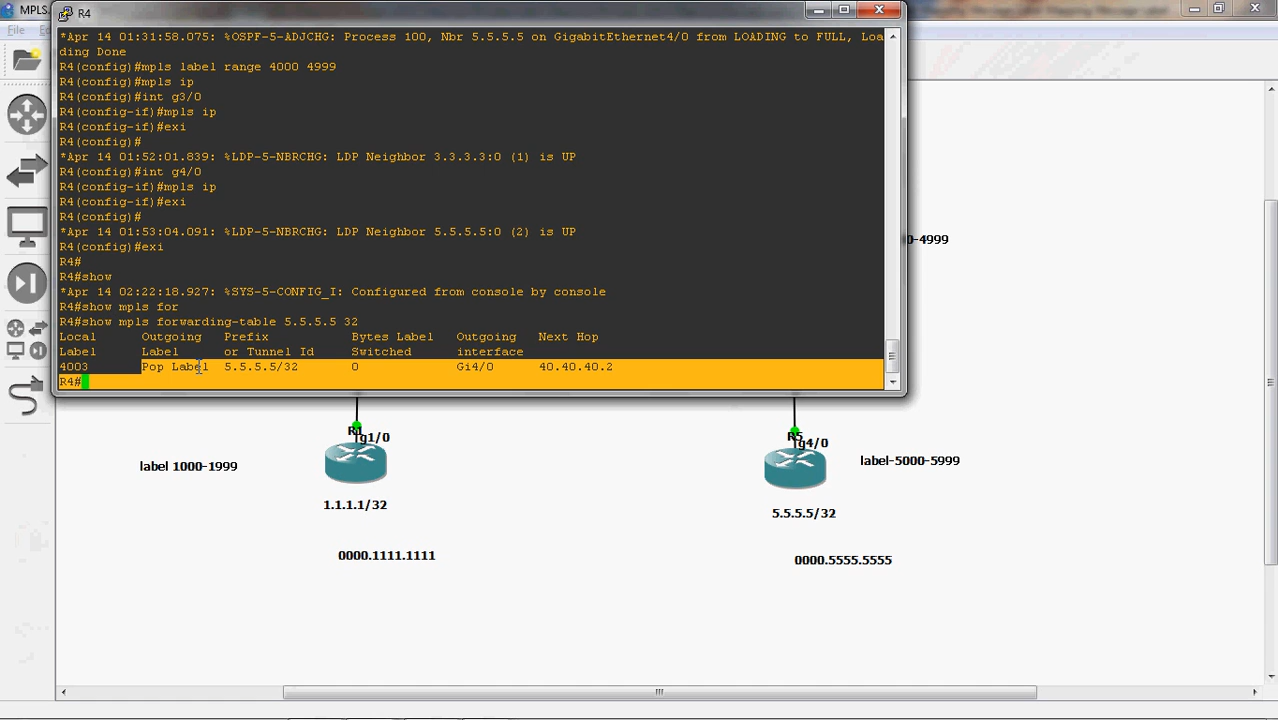 MPLS.
R4
File
*Apr 14 01:31:58.075: %OSPF-5-ADJCHG: Process 100, Nbr 5.5.5.5 on GigabitEthernet4/0 from LOADING to FULL, Loa
ding Done
R4(config)#mpls label range 4000 4999
R4(config)#mpls ip
R4(config)#int g3/0
R4(config-if)#mpls ip
R4(config-if)#exi
R4(config)#
*Apr 14 01:52:01.839: %LDP-5-NBRCHG: LDP Neighbor 3.3.3.3:0 (1) is UP
R4(config)#int g4/0
R4(config-if)#mpls ip
R4(config-if)#exi
R4(config)#
*Apr 14 01:53:04.091: %LDP-5-NBRCHG: LDP Neighbor 5.5.5.5:0 (2) is UP
R4(config)#exi
R4#
R4#show
*Apr 14 02:22:18.927: %SYS-5-CONFIG_I: Configured from console by console
R4#show mpls for
R4#show mpls forwarding-table 5.5.5.5 32
Local Outgoing Prefix Bytes Label Outgoing Next Hop
Label Label or Tunnel Id Switched interface
4003 Pop Label 5.5.5.5/32 0 Gi4/0 40.40.40.2
R4#
0-4999
R1
g1/0
label 1000-1999
1.1.1.1/32
0000.1111.1111
R5
g4/0
label-5000-5999
5.5.5.5/32
0000.5555.5555